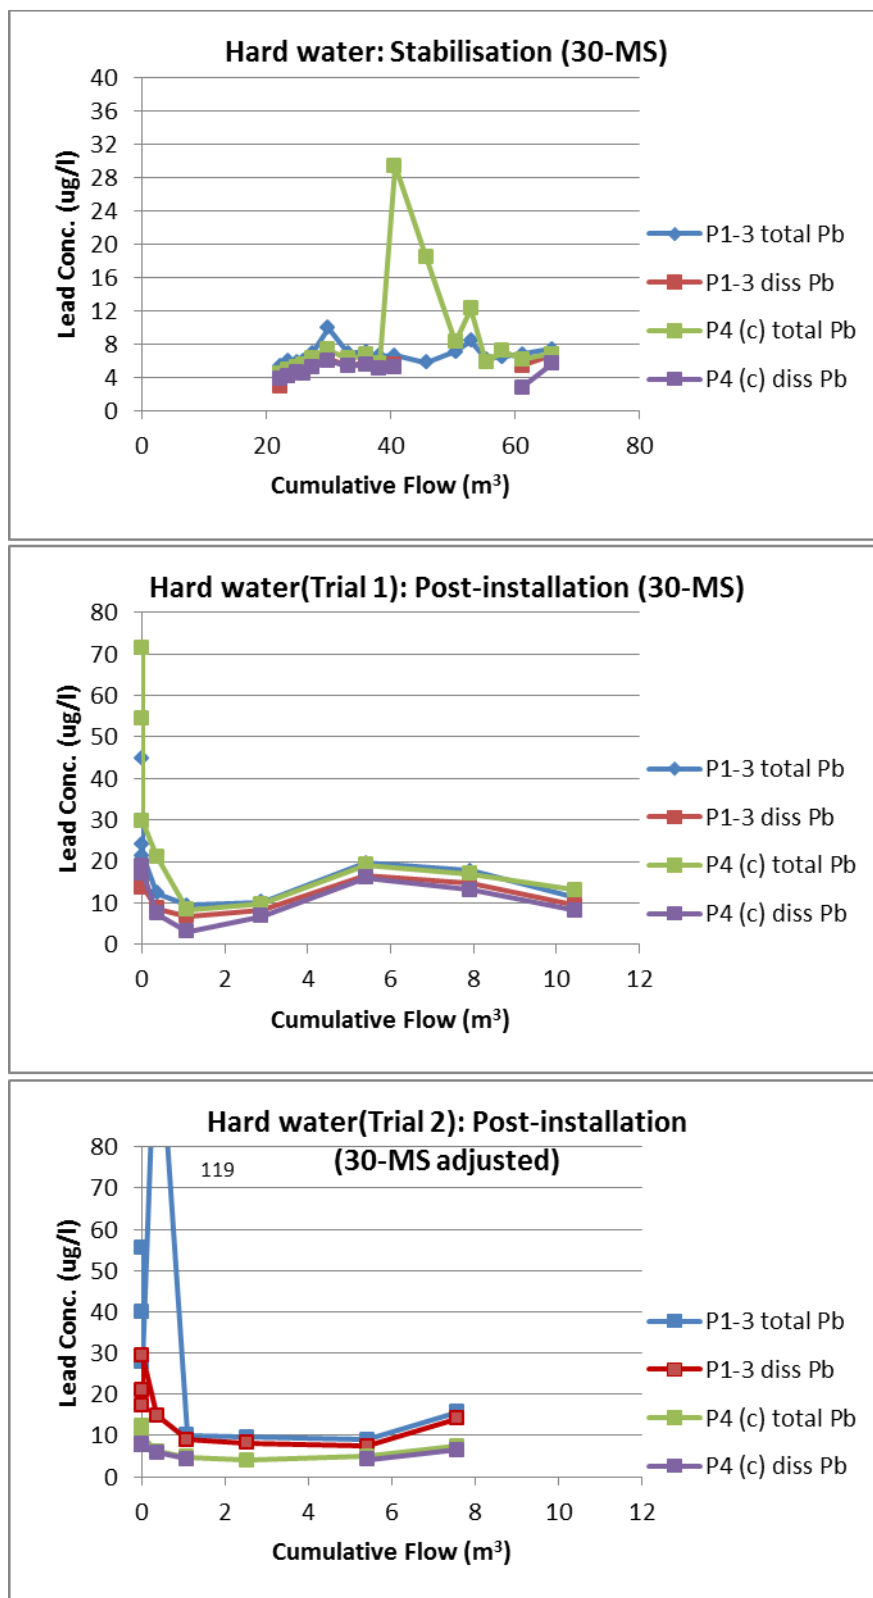 Hard water: Stabilisation (30-MS)
40
36
32
28
24
20
16
12
8
4
0
Lead Conc. (ug/l)
0 20 40 60 80
Cumulative Flow (m³)
P1-3 total Pb
P1-3 diss Pb
P4 (c) total Pb
P4 (c) diss Pb
Hard water(Trial 1): Post-installation (30-MS)
80
70
60
50
40
30
20
10
0
Lead Conc. (ug/l)
0 2 4 6 8 10 12
Cumulative Flow (m³)
P1-3 total Pb
P1-3 diss Pb
P4 (c) total Pb
P4 (c) diss Pb
Hard water(Trial 2): Post-installation
(30-MS adjusted)
119
80
70
60
50
40
30
20
10
0
Lead Conc. (ug/l)
0 2 4 6 8 10 12
Cumulative Flow (m³)
P1-3 total Pb
P1-3 diss Pb
P4 (c) total Pb
P4 (c) diss Pb